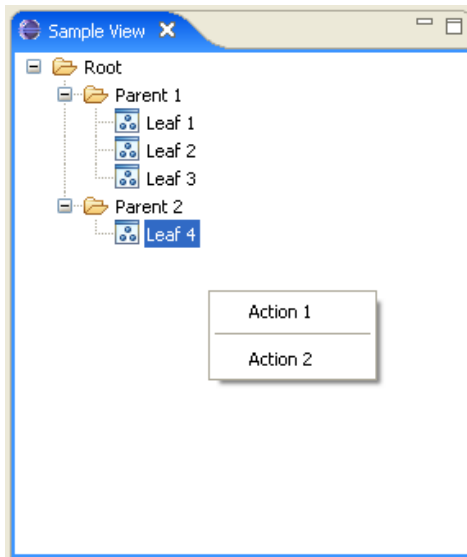 Sample View
Root
Parent 1
Leaf 1
Leaf 2
Leaf 3
Parent 2
Leaf 4
Action 1
Action 2